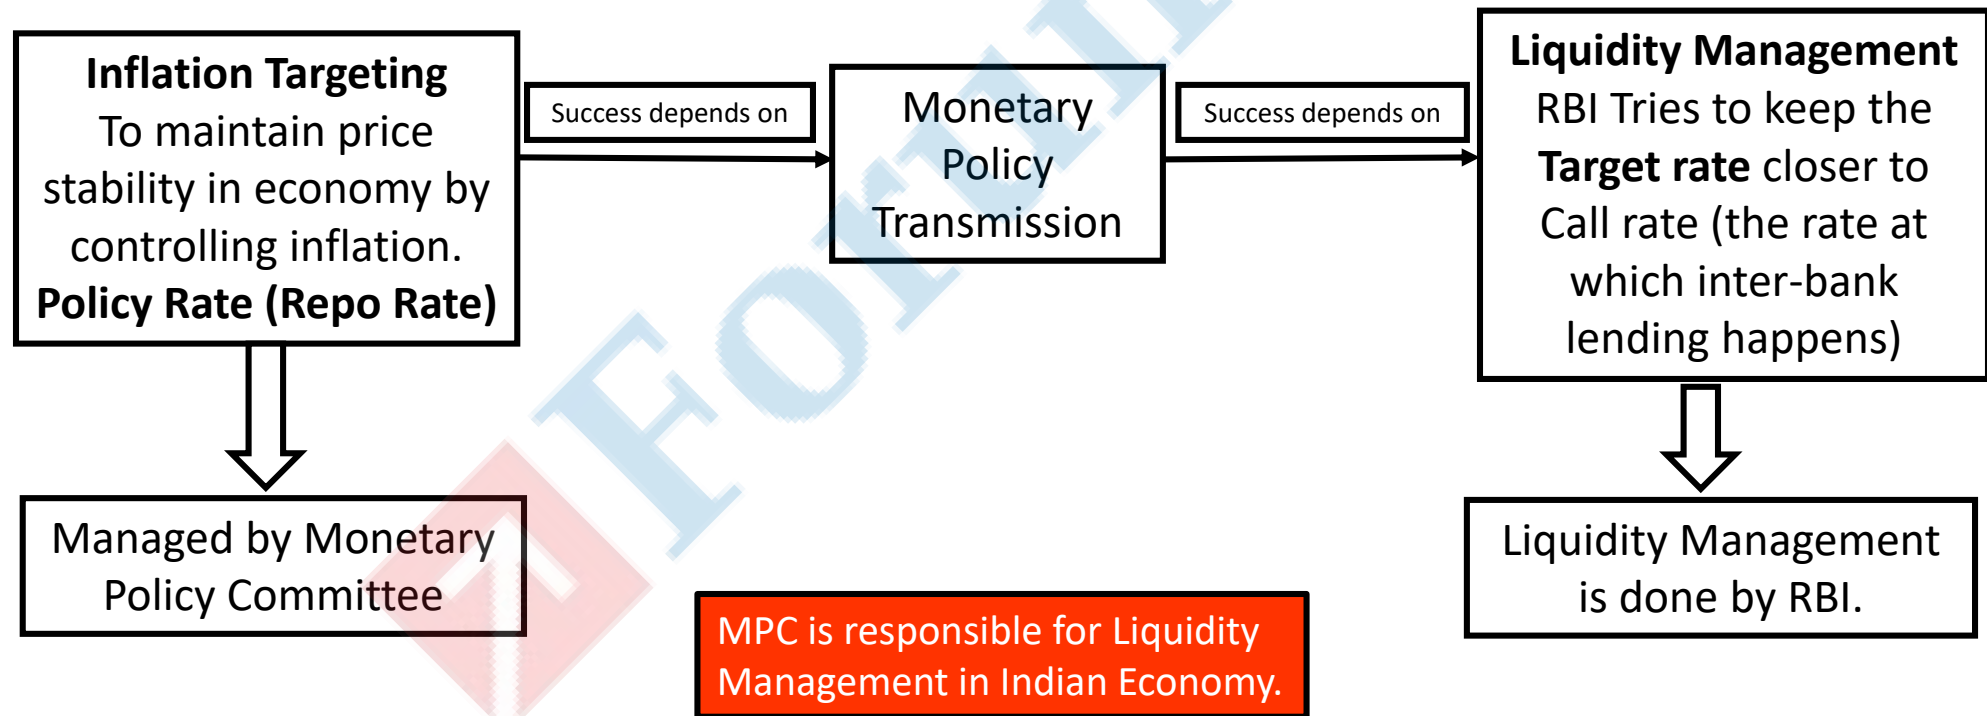 Inflation Targeting
To maintain price
stability in economy by
controlling inflation.
Policy Rate (Repo Rate)
Success depends on
Monetary
Policy
Transmission
Success depends on
Liquidity Management
RBI Tries to keep the
Target rate closer to
Call rate (the rate at
which inter-bank
lending happens)
Managed by Monetary
Policy Committee
Liquidity Management
is done by RBI.
MPC is responsible for Liquidity
Management in Indian Economy.
Forum